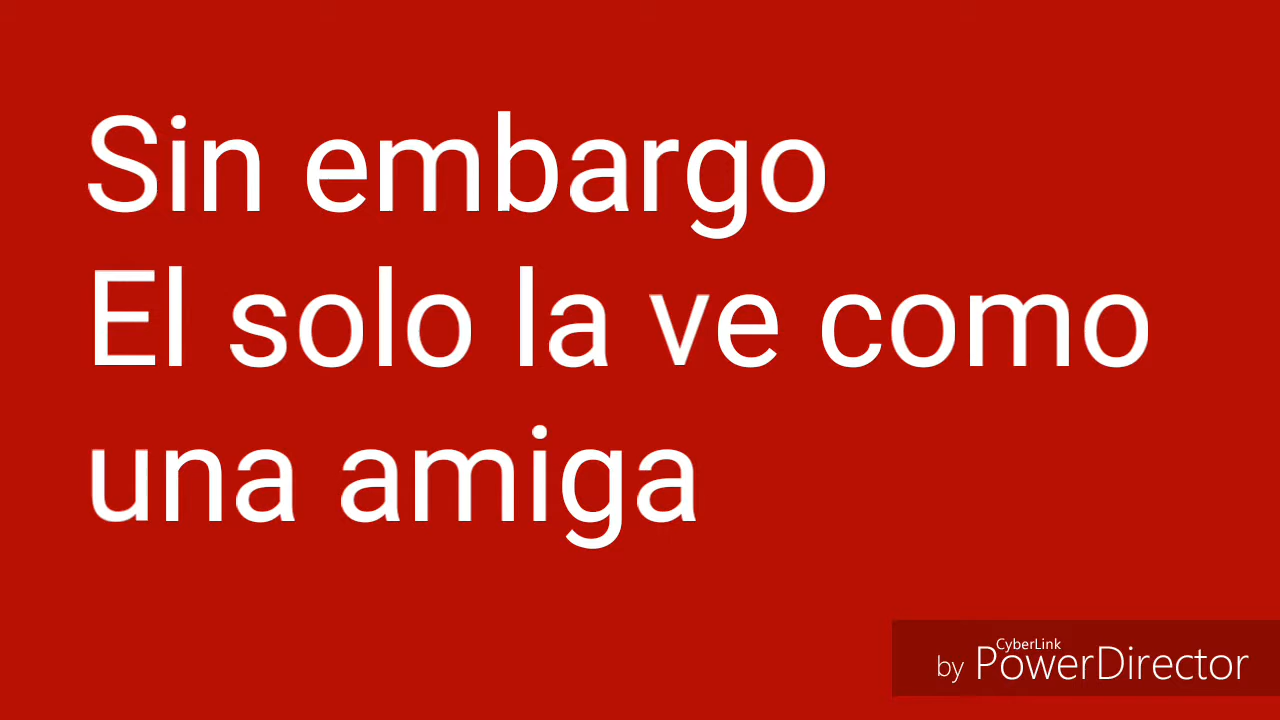 Sin embargo
El solo la ve como
una amiga
CyberLink
by PowerDirector